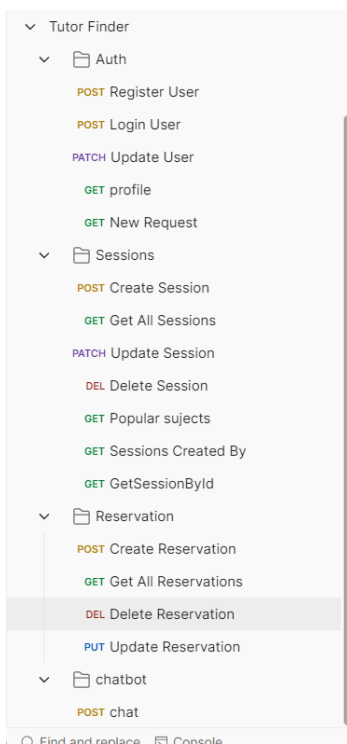 Tutor Finder
Auth
POST Register User
POST Login User
PATCH Update User
GET profile
GET New Request
Sessions
POST Create Session
GET Get All Sessions
PATCH Update Session
DEL Delete Session
GET Popular sujects
GET Sessions Created By
GET GetSessionById
Reservation
POST Create Reservation
GET Get All Reservations
DEL Delete Reservation
PUT Update Reservation
chatbot
POST chat
Find and replace Console